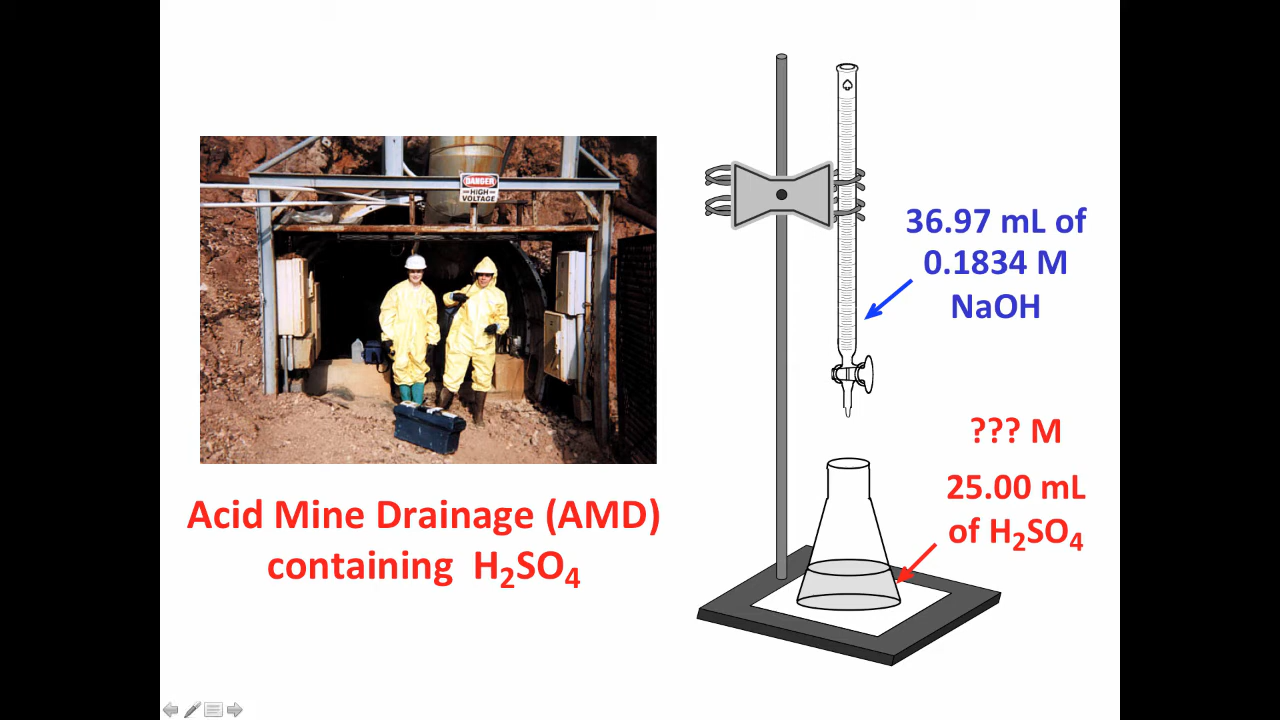 DANGER
HIGH
VOLTAGE
Acid Mine Drainage (AMD)
containing H₂SO₄
36.97 mL of
0.1834 M
NaOH
??? M
25.00 mL
of H₂SO₄